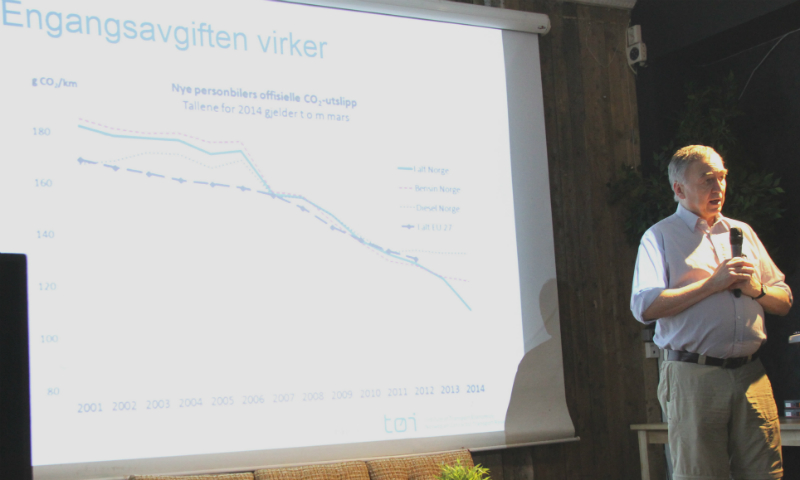 Engangsavgiften virker
g CO₂/km
Nye personbilers offisielle CO₂-utslipp
Tallene for 2014 gjelder t o m mars
180
160
140
120
100
80
I alt Norge
Bensin Norge
Diesel Norge
I alt EU 27
2001 2002 2003 2004 2005 2006 2007 2008 2009 2010 2011 2012 2013 2014
tøi